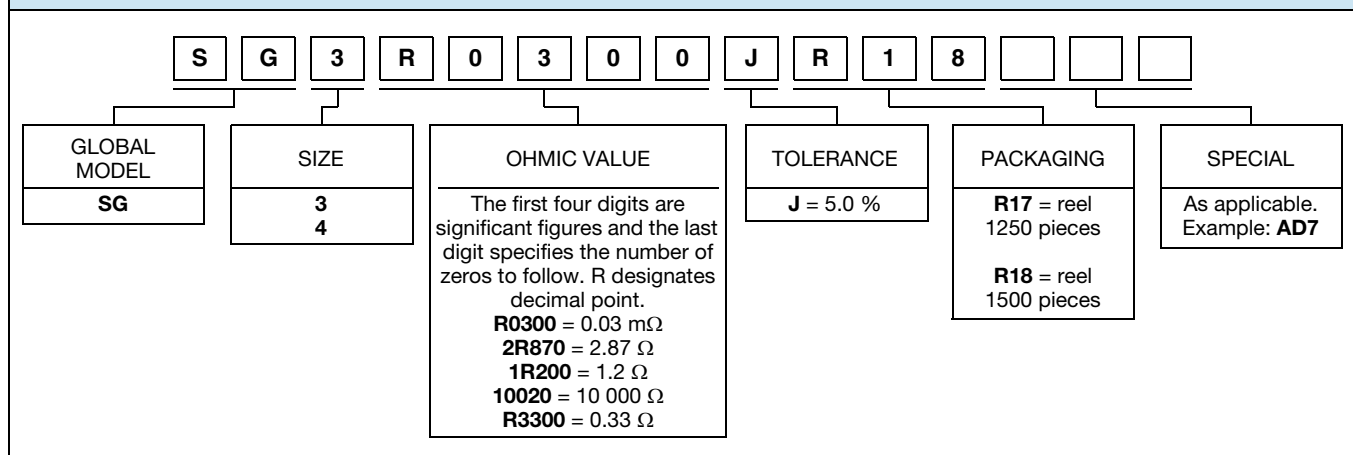 S G 3 R 0 3 0 0 J R 1 8
GLOBAL
MODEL
SG
SIZE
3
4
OHMIC VALUE
The first four digits are
significant figures and the last
digit specifies the number of
zeros to follow. R designates
decimal point.
R0300 = 0.03 mΩ
2R870 = 2.87 Ω
1R200 = 1.2 Ω
10020 = 10 000 Ω
R3300 = 0.33 Ω
TOLERANCE
J = 5.0 %
PACKAGING
R17 = reel
1250 pieces
R18 = reel
1500 pieces
SPECIAL
As applicable.
Example: AD7